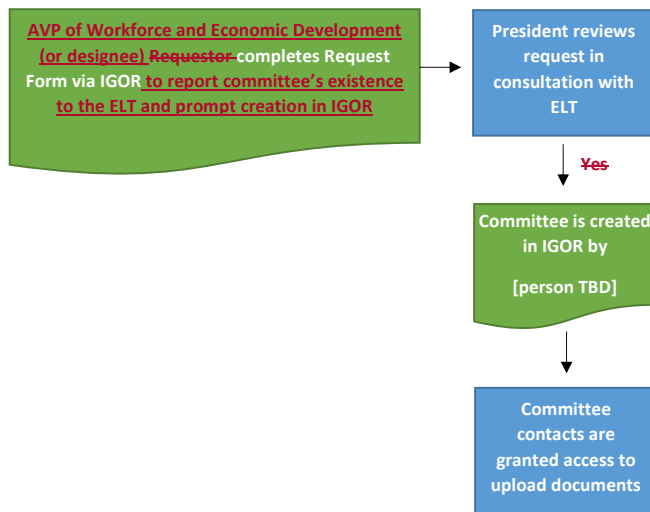 AVP of Workforce and Economic Development
(or designee) Requestor completes Request
Form via IGOR to report committee's existence
to the ELT and prompt creation in IGOR
President reviews
request in
consultation with
ELT
Yes
Committee is created
in IGOR by
[person TBD]
Committee
contacts are
granted access to
upload documents